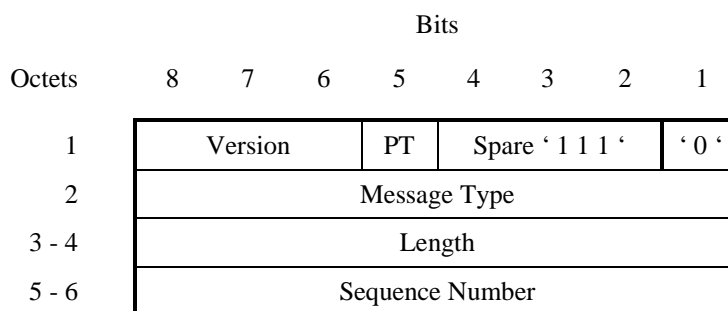 Bits
Octets 8 7 6 5 4 3 2 1
1 Version PT Spare ‘ 1 1 1 ‘ ‘ 0 ‘
2 Message Type
3 - 4 Length
5 - 6 Sequence Number